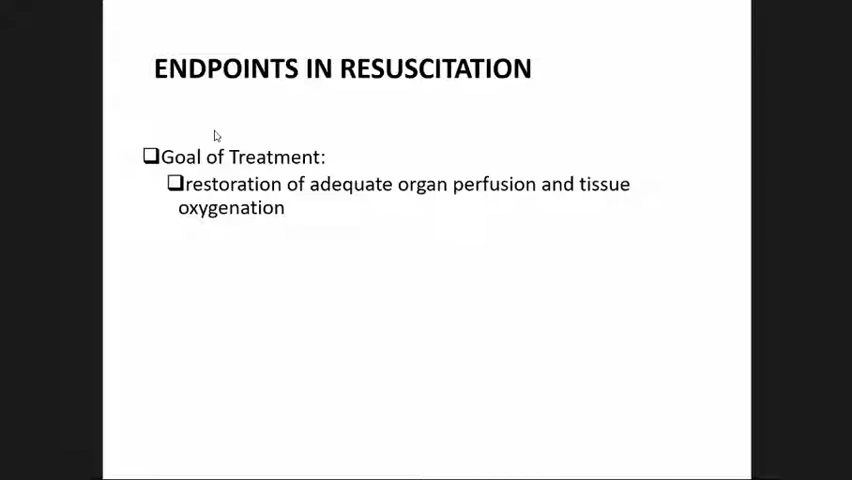 ENDPOINTS IN RESUSCITATION
Goal of Treatment:
restoration of adequate organ perfusion and tissue
oxygenation